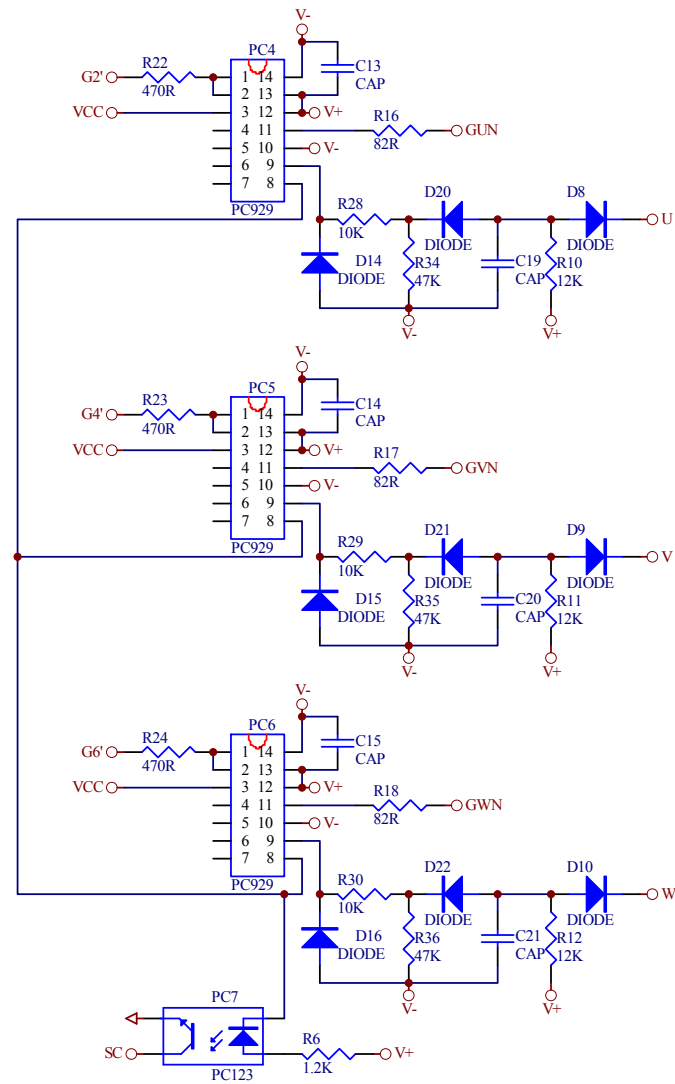 V-
PC4
C13
CAP
G2' R22
470R
1 14
2 13
VCC 3 12 V+
4 11 R16 GUN
82R
5 10 V-
6 9
7 8
PC929
R28
10K
D20
DIODE
D8
DIODE
U
D14
DIODE
R34
47K
C19
CAP
R10
12K
V-
V+
V-
PC5
C14
CAP
G4' R23
470R
1 14
2 13
VCC 3 12 V+
4 11 R17 GVN
82R
5 10 V-
6 9
7 8
PC929
R29
10K
D21
DIODE
D9
DIODE
V
D15
DIODE
R35
47K
C20
CAP
R11
12K
V-
V+
V-
PC6
C15
CAP
G6' R24
470R
1 14
2 13
VCC 3 12 V+
4 11 R18 GWN
82R
5 10 V-
6 9
7 8
PC929
R30
10K
D22
DIODE
D10
DIODE
W
D16
DIODE
R36
47K
C21
CAP
R12
12K
V-
V+
PC7
SC
PC123
R6
1.2K
V+